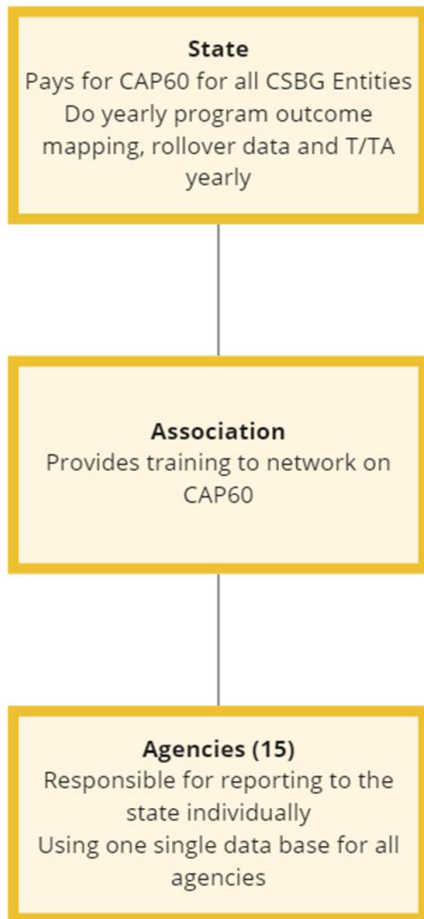 State
Pays for CAP60 for all CSBG Entities
Do yearly program outcome
mapping, rollover data and T/TA
yearly
Association
Provides training to network on
CAP60
Agencies (15)
Responsible for reporting to the
state individually
Using one single data base for all
agencies